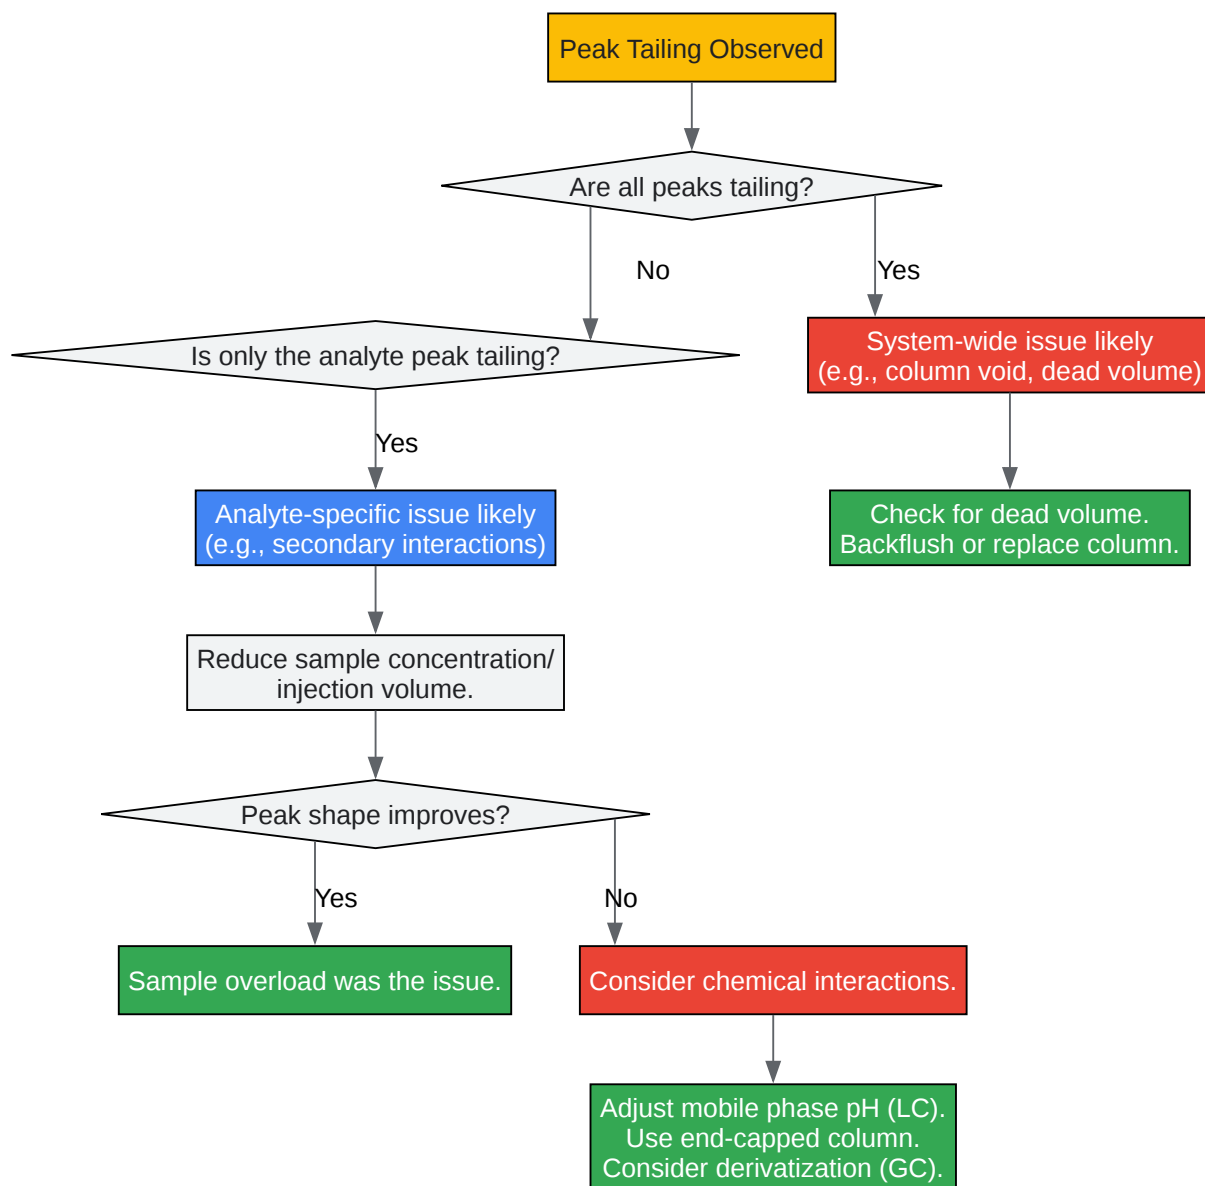 Peak Tailing Observed
Are all peaks tailing?
No
Yes
Is only the analyte peak tailing?
System-wide issue likely
(e.g., column void, dead volume)
Yes
Analyte-specific issue likely
(e.g., secondary interactions)
Check for dead volume.
Backflush or replace column.
Reduce sample concentration/
injection volume.
Peak shape improves?
Yes
No
Sample overload was the issue.
Consider chemical interactions.
Adjust mobile phase pH (LC).
Use end-capped column.
Consider derivatization (GC).